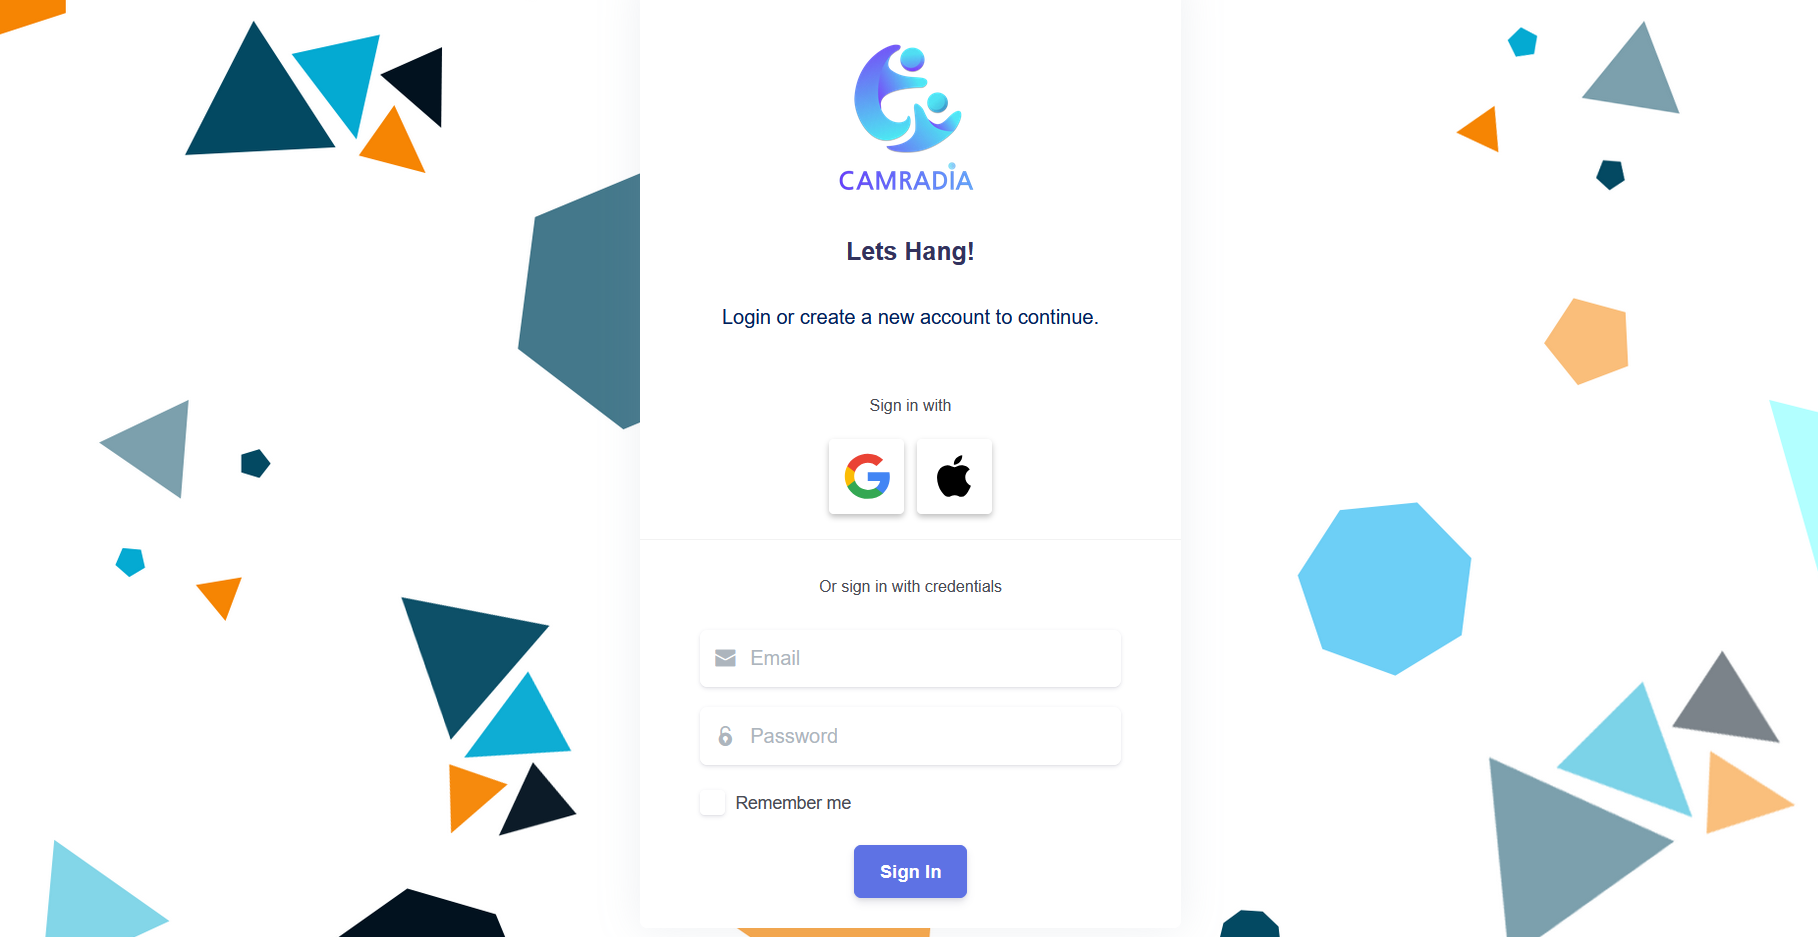 CAMRADIA
Lets Hang!
Login or create a new account to continue.
Sign in with
Or sign in with credentials
Email
Password
Remember me
Sign In